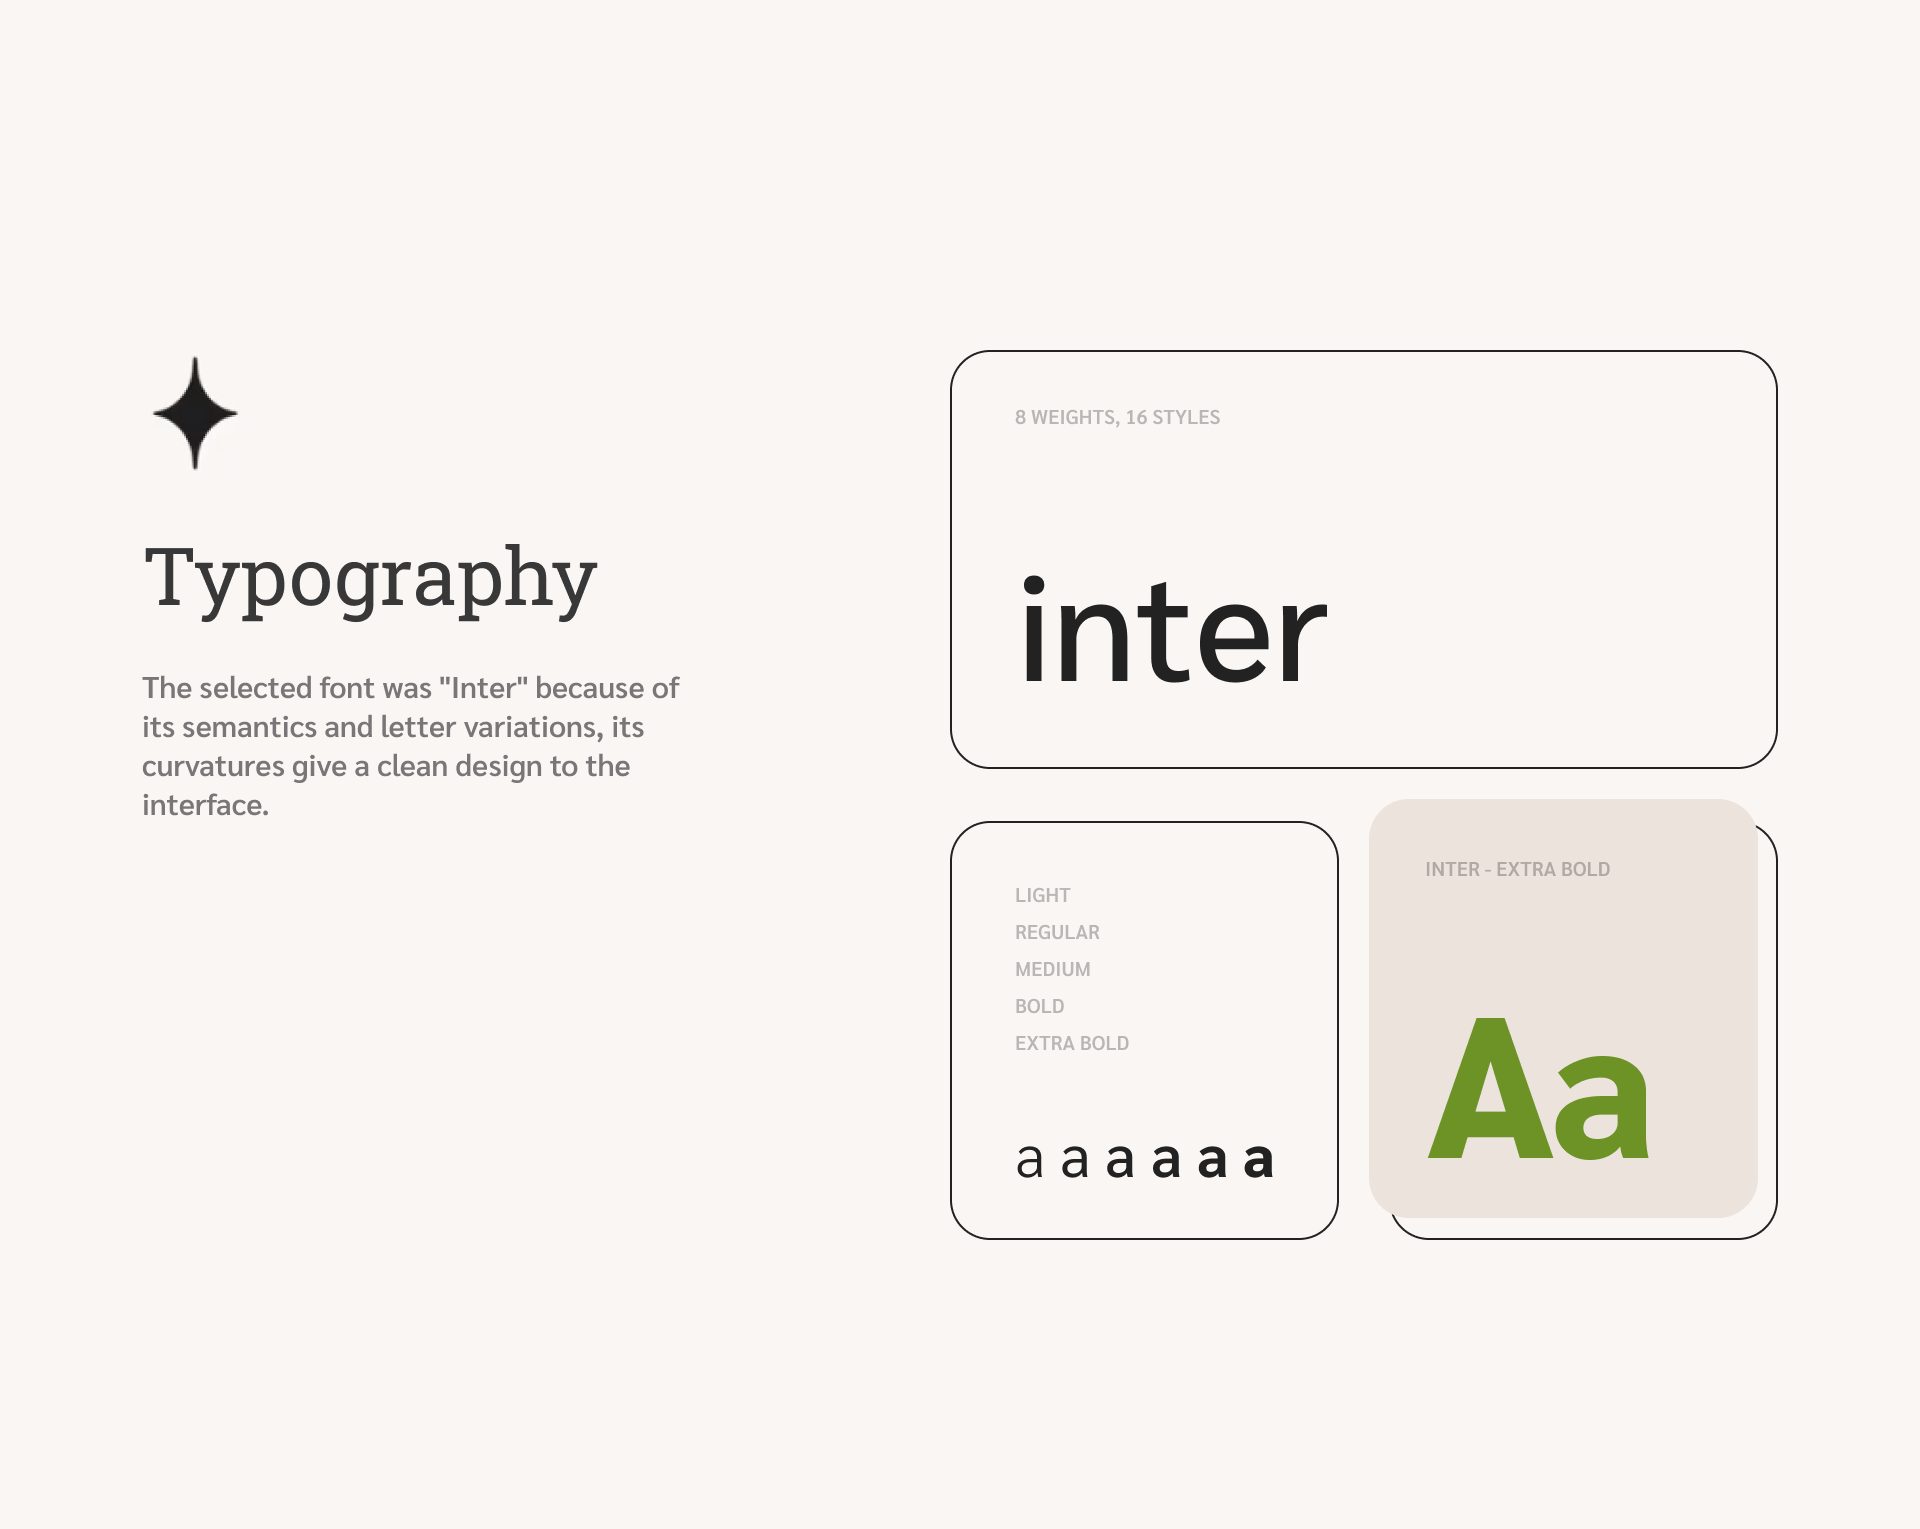 Typography
The selected font was "Inter" because of
its semantics and letter variations, its
curvatures give a clean design to the
interface.
8 WEIGHTS, 16 STYLES
inter
LIGHT
REGULAR
MEDIUM
BOLD
EXTRA BOLD
a a a a a a
INTER - EXTRA BOLD
Aa